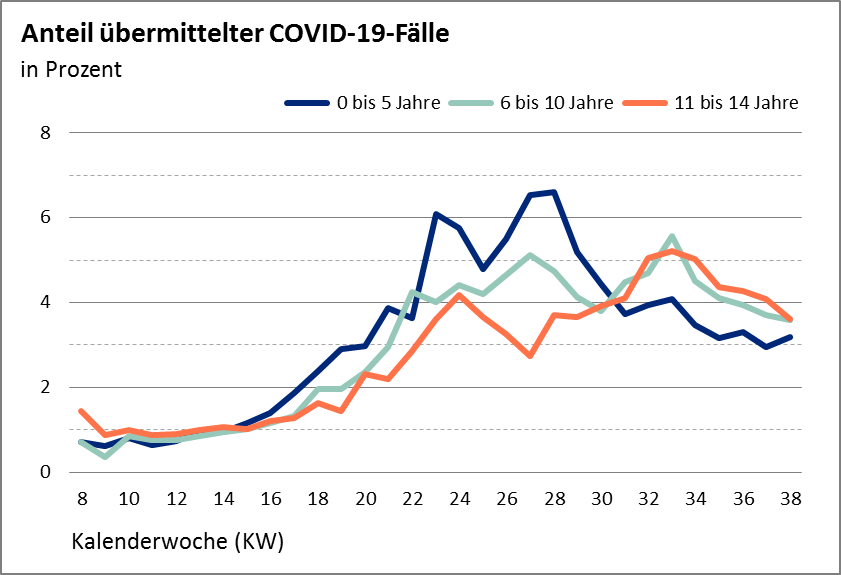 Anteil übermittelter COVID-19-Fälle
in Prozent
0 bis 5 Jahre 6 bis 10 Jahre 11 bis 14 Jahre
8
6
4
2
0
8 10 12 14 16 18 20 22 24 26 28 30 32 34 36 38
Kalenderwoche (KW)